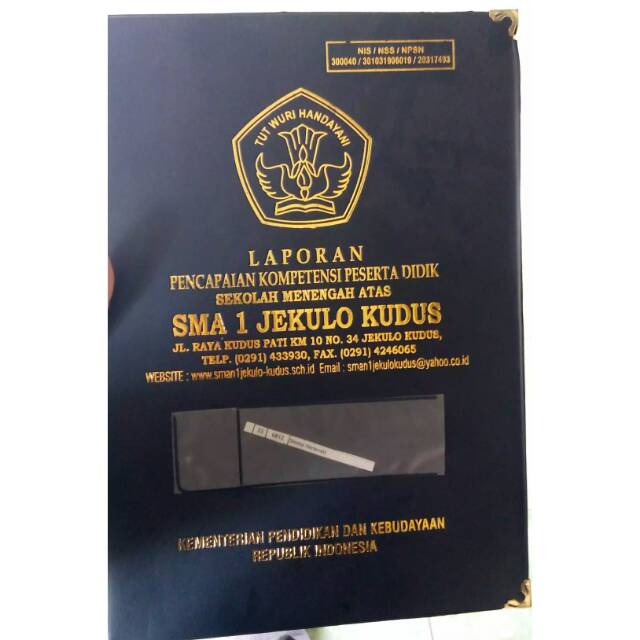 NIS / NSS / NPSN
300040 / 301031906019 / 20317493
TUT WURI HANDAYANI
LAPORAN
PENCAPAIAN KOMPETENSI PESERTA DIDIK
SEKOLAH MENENGAH ATAS
SMA 1 JEKULO KUDUS
JL. RAYA KUDUS PATI KM 10 NO. 34 JEKULO KUDUS,
TELP. (0291) 433930, FAX. (0291) 4246065
WEBSITE : www.sman1jekulo-kudus.sch.id Email : sman1jekulokudus@yahoo.co.id
33
KEMENTERIAN PENDIDIKAN DAN KEBUDAYAAN
REPUBLIK INDONESIA